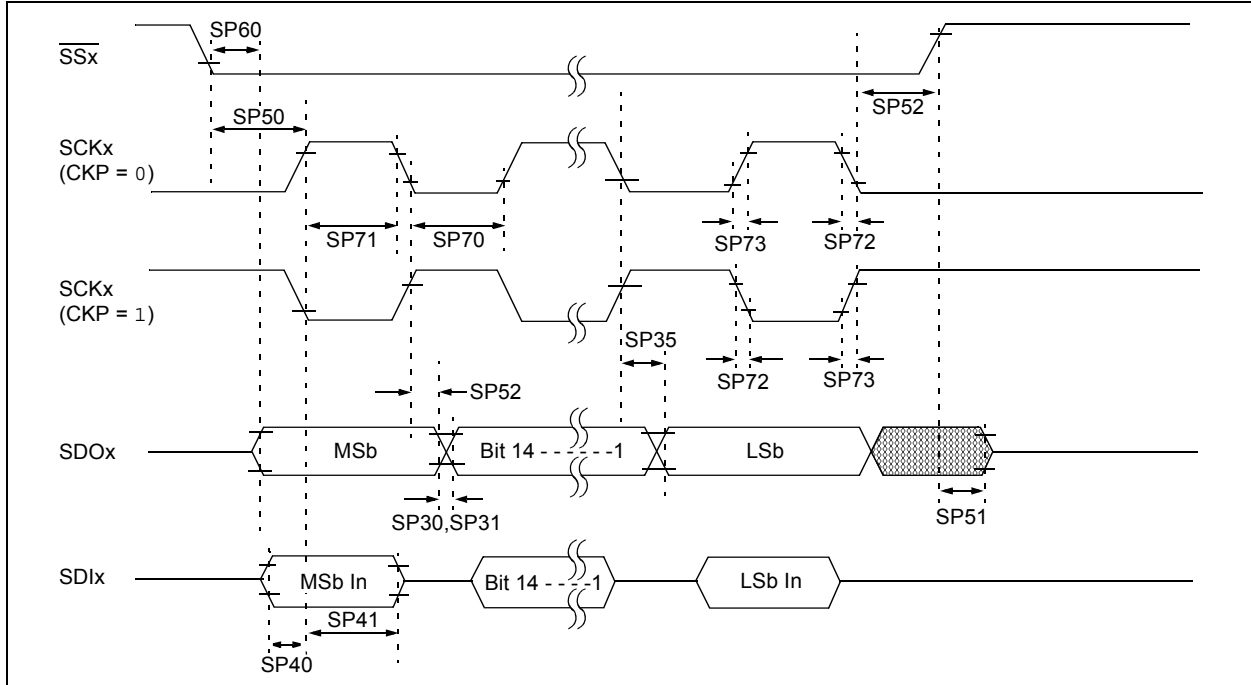 SP60
SSx
SP52
SP50
SCKx
(CKP = 0)
SP71
SP70
SP73
SP72
SCKx
(CKP = 1)
SP35
SP72
SP73
SP52
SDOx
MSb
Bit 14 - - - - - -1
LSb
SP30,SP31
SP51
SDIx
MSb In
Bit 14 - - - -1
LSb In
SP41
SP40